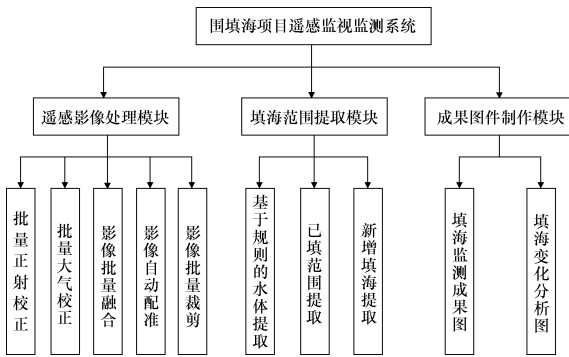 围填海项目遥感监视监测系统
遥感影像处理模块
填海范围提取模块
成果图件制作模块
批量正射校正
批量大气校正
影像批量融合
影像自动配准
影像批量裁剪
基于规则的水体提取
已填范围提取
新增填海提取
填海监测成果图
填海变化分析图